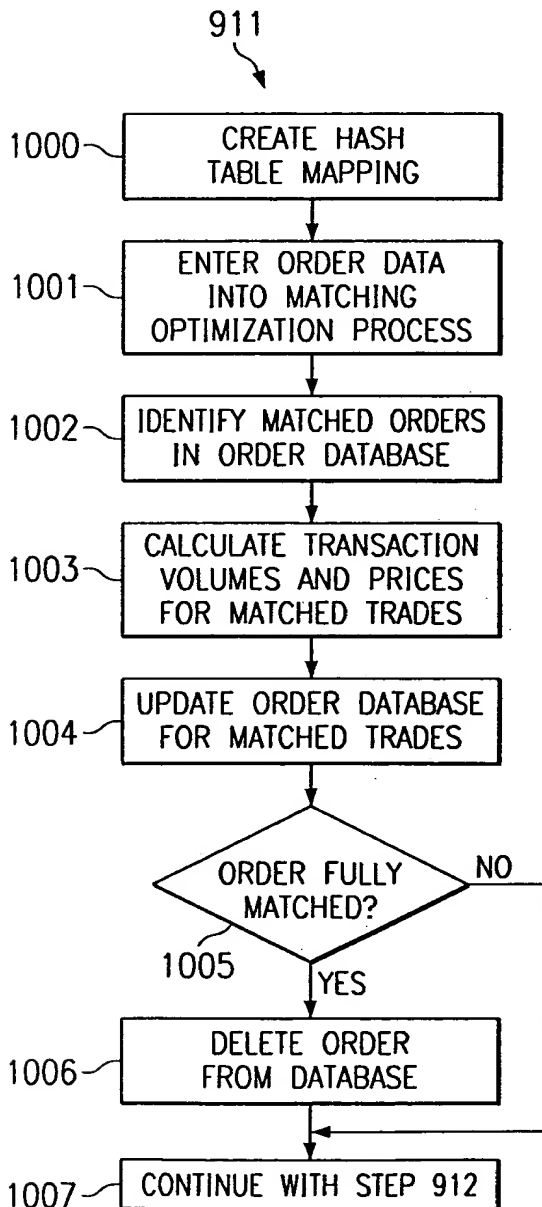 911
1000
CREATE HASH
TABLE MAPPING
1001
ENTER ORDER DATA
INTO MATCHING
OPTIMIZATION PROCESS
1002
IDENTIFY MATCHED ORDERS
IN ORDER DATABASE
1003
CALCULATE TRANSACTION
VOLUMES AND PRICES
FOR MATCHED TRADES
1004
UPDATE ORDER DATABASE
FOR MATCHED TRADES
ORDER FULLY
MATCHED?
NO
1005
YES
1006
DELETE ORDER
FROM DATABASE
1007
CONTINUE WITH STEP 912